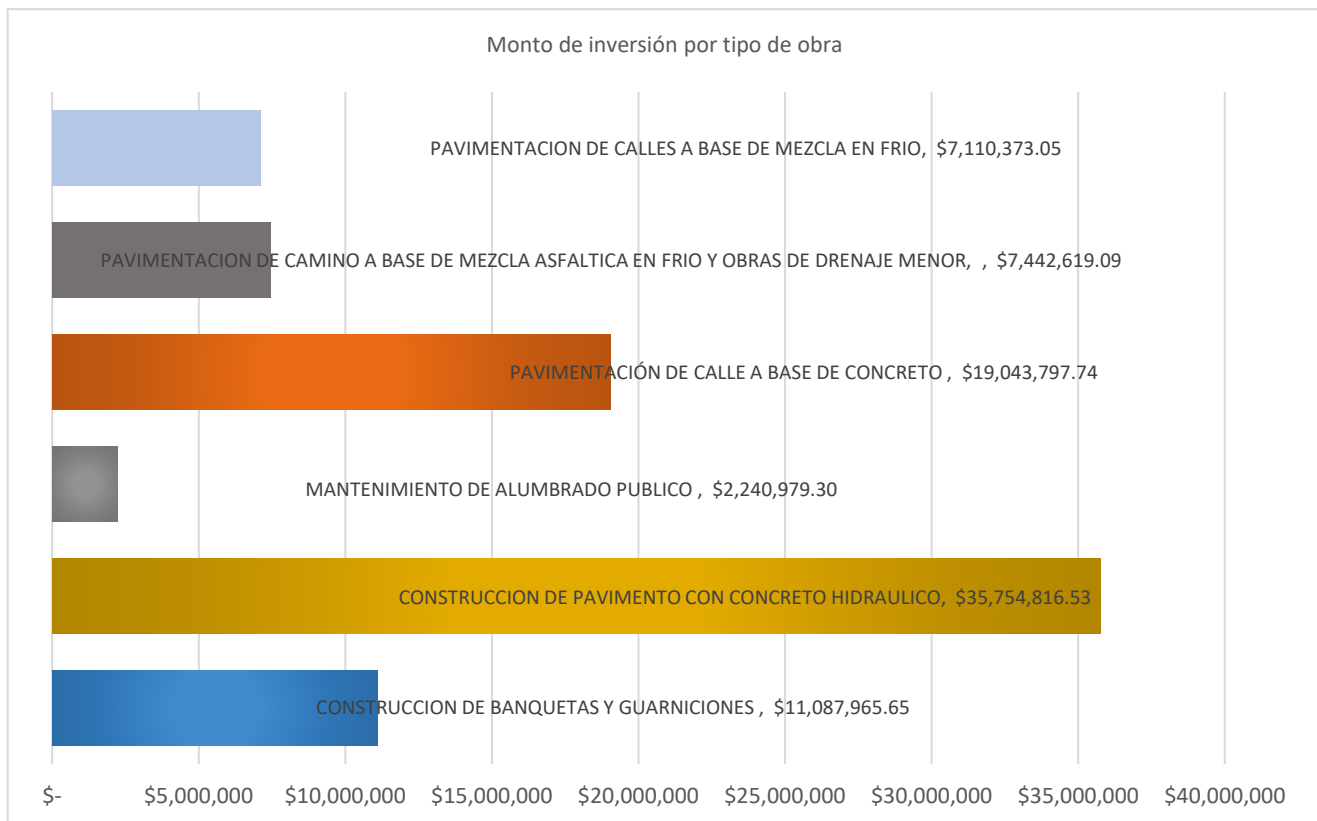 Monto de inversión por tipo de obra
PAVIMENTACION DE CALLES A BASE DE MEZCLA EN FRIO, $7,110,373.05
PAVIMENTACION DE CAMINO A BASE DE MEZCLA ASFALTICA EN FRIO Y OBRAS DE DRENAJE MENOR, , $7,442,619.09
PAVIMENTACIÓN DE CALLE A BASE DE CONCRETO , $19,043,797.74
MANTENIMIENTO DE ALUMBRADO PUBLICO , $2,240,979.30
CONSTRUCCION DE PAVIMENTO CON CONCRETO HIDRAULICO, $35,754,816.53
CONSTRUCCION DE BANQUETAS Y GUARNICIONES , $11,087,965.65
$- $5,000,000 $10,000,000 $15,000,000 $20,000,000 $25,000,000 $30,000,000 $35,000,000 $40,000,000